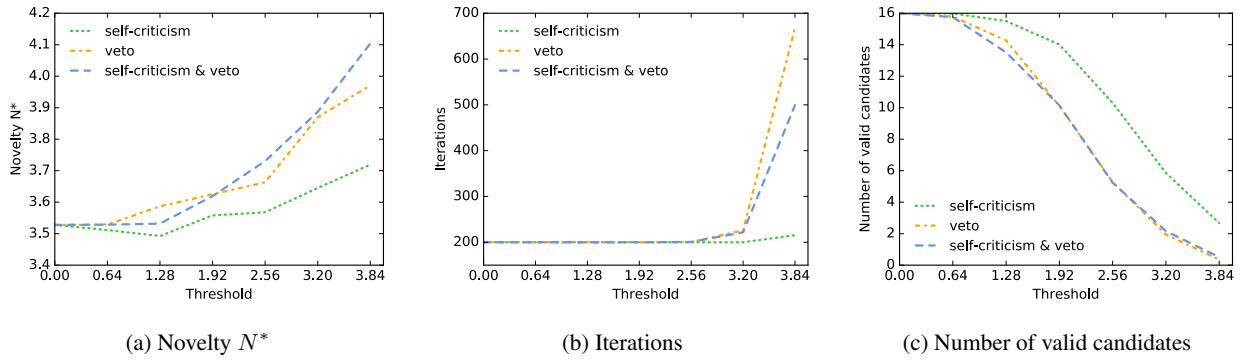 4.2
4.1
4.0
3.9
3.8
3.7
3.6
3.5
3.4
Novelty N*
self-criticism
veto
self-criticism & veto
0.00 0.64 1.28 1.92 2.56 3.20 3.84
Threshold
(a) Novelty N*
700
600
500
400
300
200
100
Iterations
self-criticism
veto
self-criticism & veto
0.00 0.64 1.28 1.92 2.56 3.20 3.84
Threshold
(b) Iterations
16
14
12
10
8
6
4
2
0
Number of valid candidates
self-criticism
veto
self-criticism & veto
0.00 0.64 1.28 1.92 2.56 3.20 3.84
Threshold
(c) Number of valid candidates